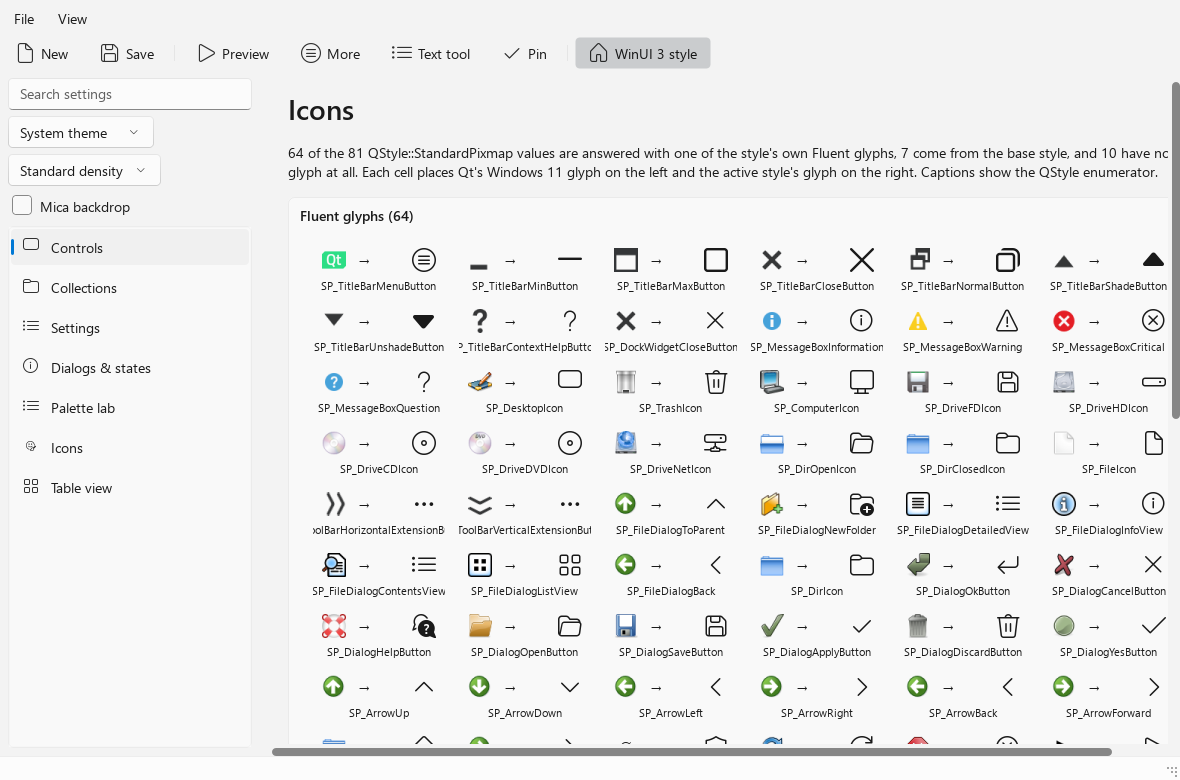 File View
New Save Preview More Text tool Pin WinUI 3 style
Search settings
System theme
Standard density
Mica backdrop
Controls
Collections
Settings
Dialogs & states
Palette lab
Icons
Table view
Icons
64 of the 81 QStyle::StandardPixmap values are answered with one of the style's own Fluent glyphs, 7 come from the base style, and 10 have
glyph at all. Each cell places Qt's Windows 11 glyph on the left and the active style's glyph on the right. Captions show the QStyle enumerator.
Fluent glyphs (64)
Qt → → → → → →
SP_TitleBarMenuButton SP_TitleBarMinButton SP_TitleBarMaxButton SP_TitleBarCloseButton SP_TitleBarNormalButton SP_TitleBarShadeButton
→ → → → → →
SP_TitleBarUnshadeButton P_TitleBarContextHelpButto SP_DockWidgetCloseButton SP_MessageBoxInformation SP_MessageBoxWarning SP_MessageBoxCritical
→ → → → → →
SP_MessageBoxQuestion SP_DesktopIcon SP_TrashIcon SP_ComputerIcon SP_DriveFDIcon SP_DriveHDIcon
→ → → → → →
SP_DriveCDIcon SP_DriveDVDIcon SP_DriveNetIcon SP_DirOpenIcon SP_DirClosedIcon SP_FileIcon
→ → → → → →
oolBarHorizontalExtensionB ToolBarVerticalExtensionBut SP_FileDialogToParent SP_FileDialogNewFolder SP_FileDialogDetailedView SP_FileDialogInfoView
→ → → → → →
SP_FileDialogContentsView SP_FileDialogListView SP_FileDialogBack SP_DirIcon SP_DialogOkButton SP_DialogCancelButton
→ → → → → →
SP_DialogHelpButton SP_DialogOpenButton SP_DialogSaveButton SP_DialogApplyButton SP_DialogDiscardButton SP_DialogYesButton
→ → → → → →
SP_ArrowUp SP_ArrowDown SP_ArrowLeft SP_ArrowRight SP_ArrowBack SP_ArrowForward